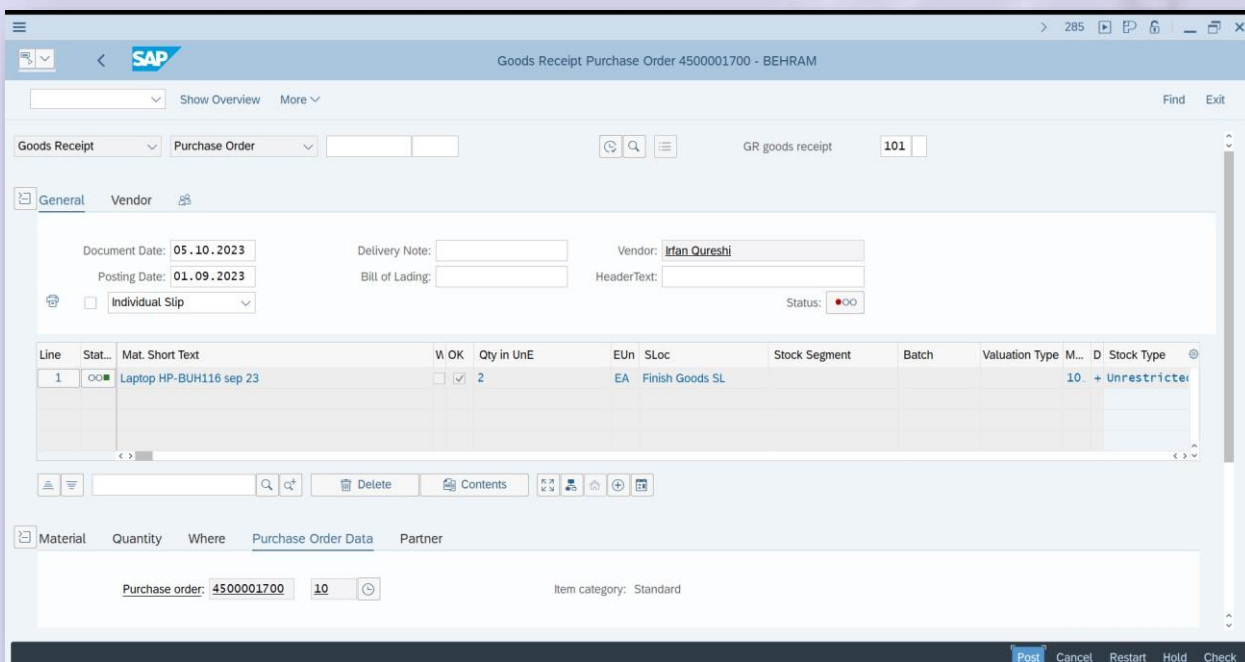 285
SAP Goods Receipt Purchase Order 4500001700 - BEHRAM
Show Overview More Find Exit
Goods Receipt Purchase Order GR goods receipt 101
General Vendor
Document Date: 05.10.2023 Delivery Note: Vendor: Irfan Qureshi
Posting Date: 01.09.2023 Bill of Lading: HeaderText:
Individual Slip Status:
Line Stat... Mat. Short Text W OK Qty in UnE EUn SLoc Stock Segment Batch Valuation Type M... D Stock Type
1 Laptop HP-BUH116 sep 23 2 EA Finish Goods SL 10. + Unrestricted
Delete Contents
Material Quantity Where Purchase Order Data Partner
Purchase order: 4500001700 10 Item category: Standard
Post Cancel Restart Hold Check